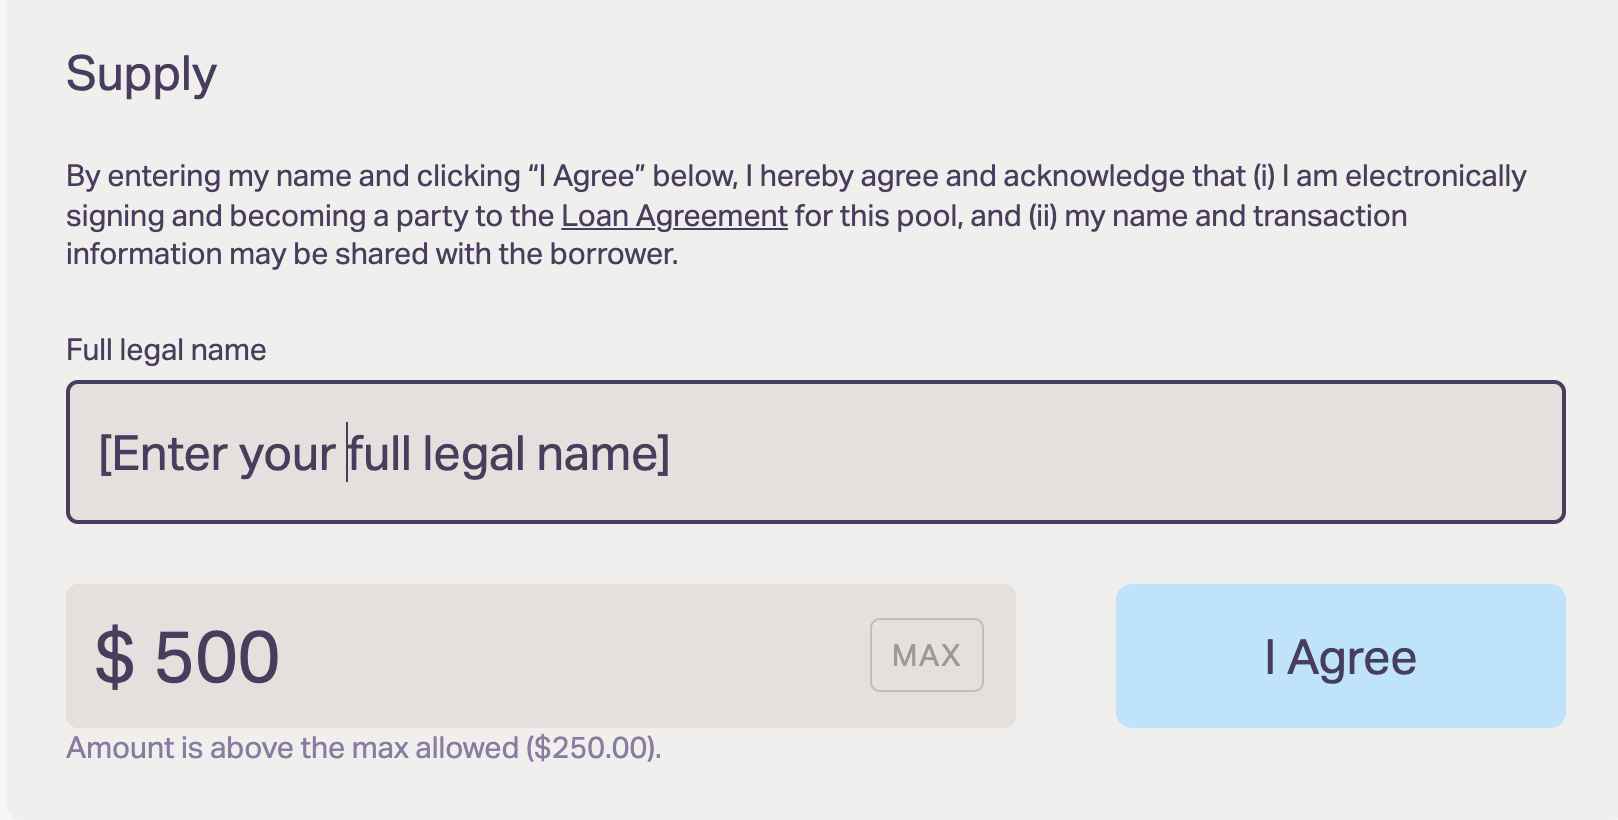 Supply
By entering my name and clicking “I Agree” below, I hereby agree and acknowledge that (i) I am electronically
signing and becoming a party to the Loan Agreement for this pool, and (ii) my name and transaction
information may be shared with the borrower.
Full legal name
[Enter your full legal name]
$ 500
MAX
I Agree
Amount is above the max allowed ($250.00).